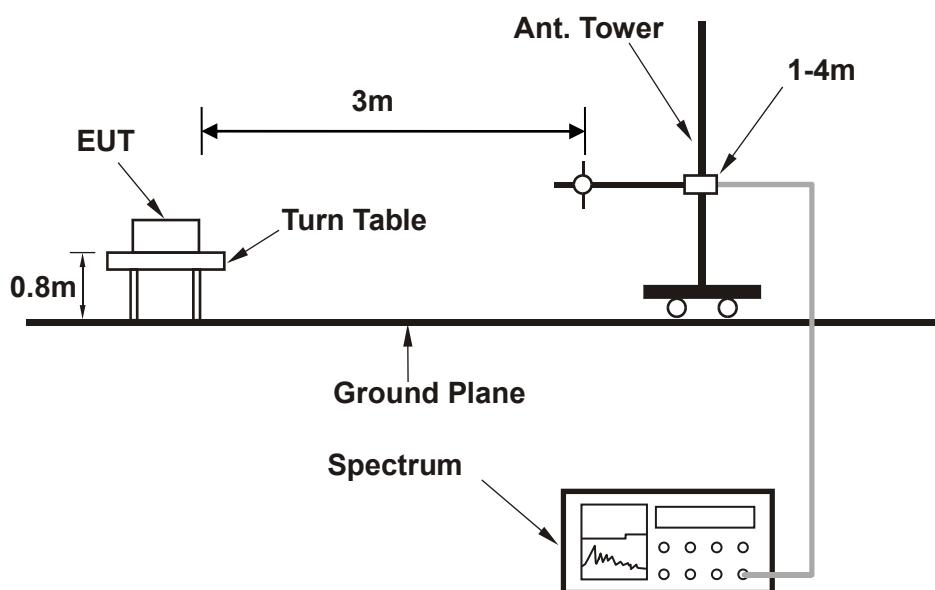 Ant. Tower
1-4m
3m
EUT
Turn Table
0.8m
Ground Plane
Spectrum